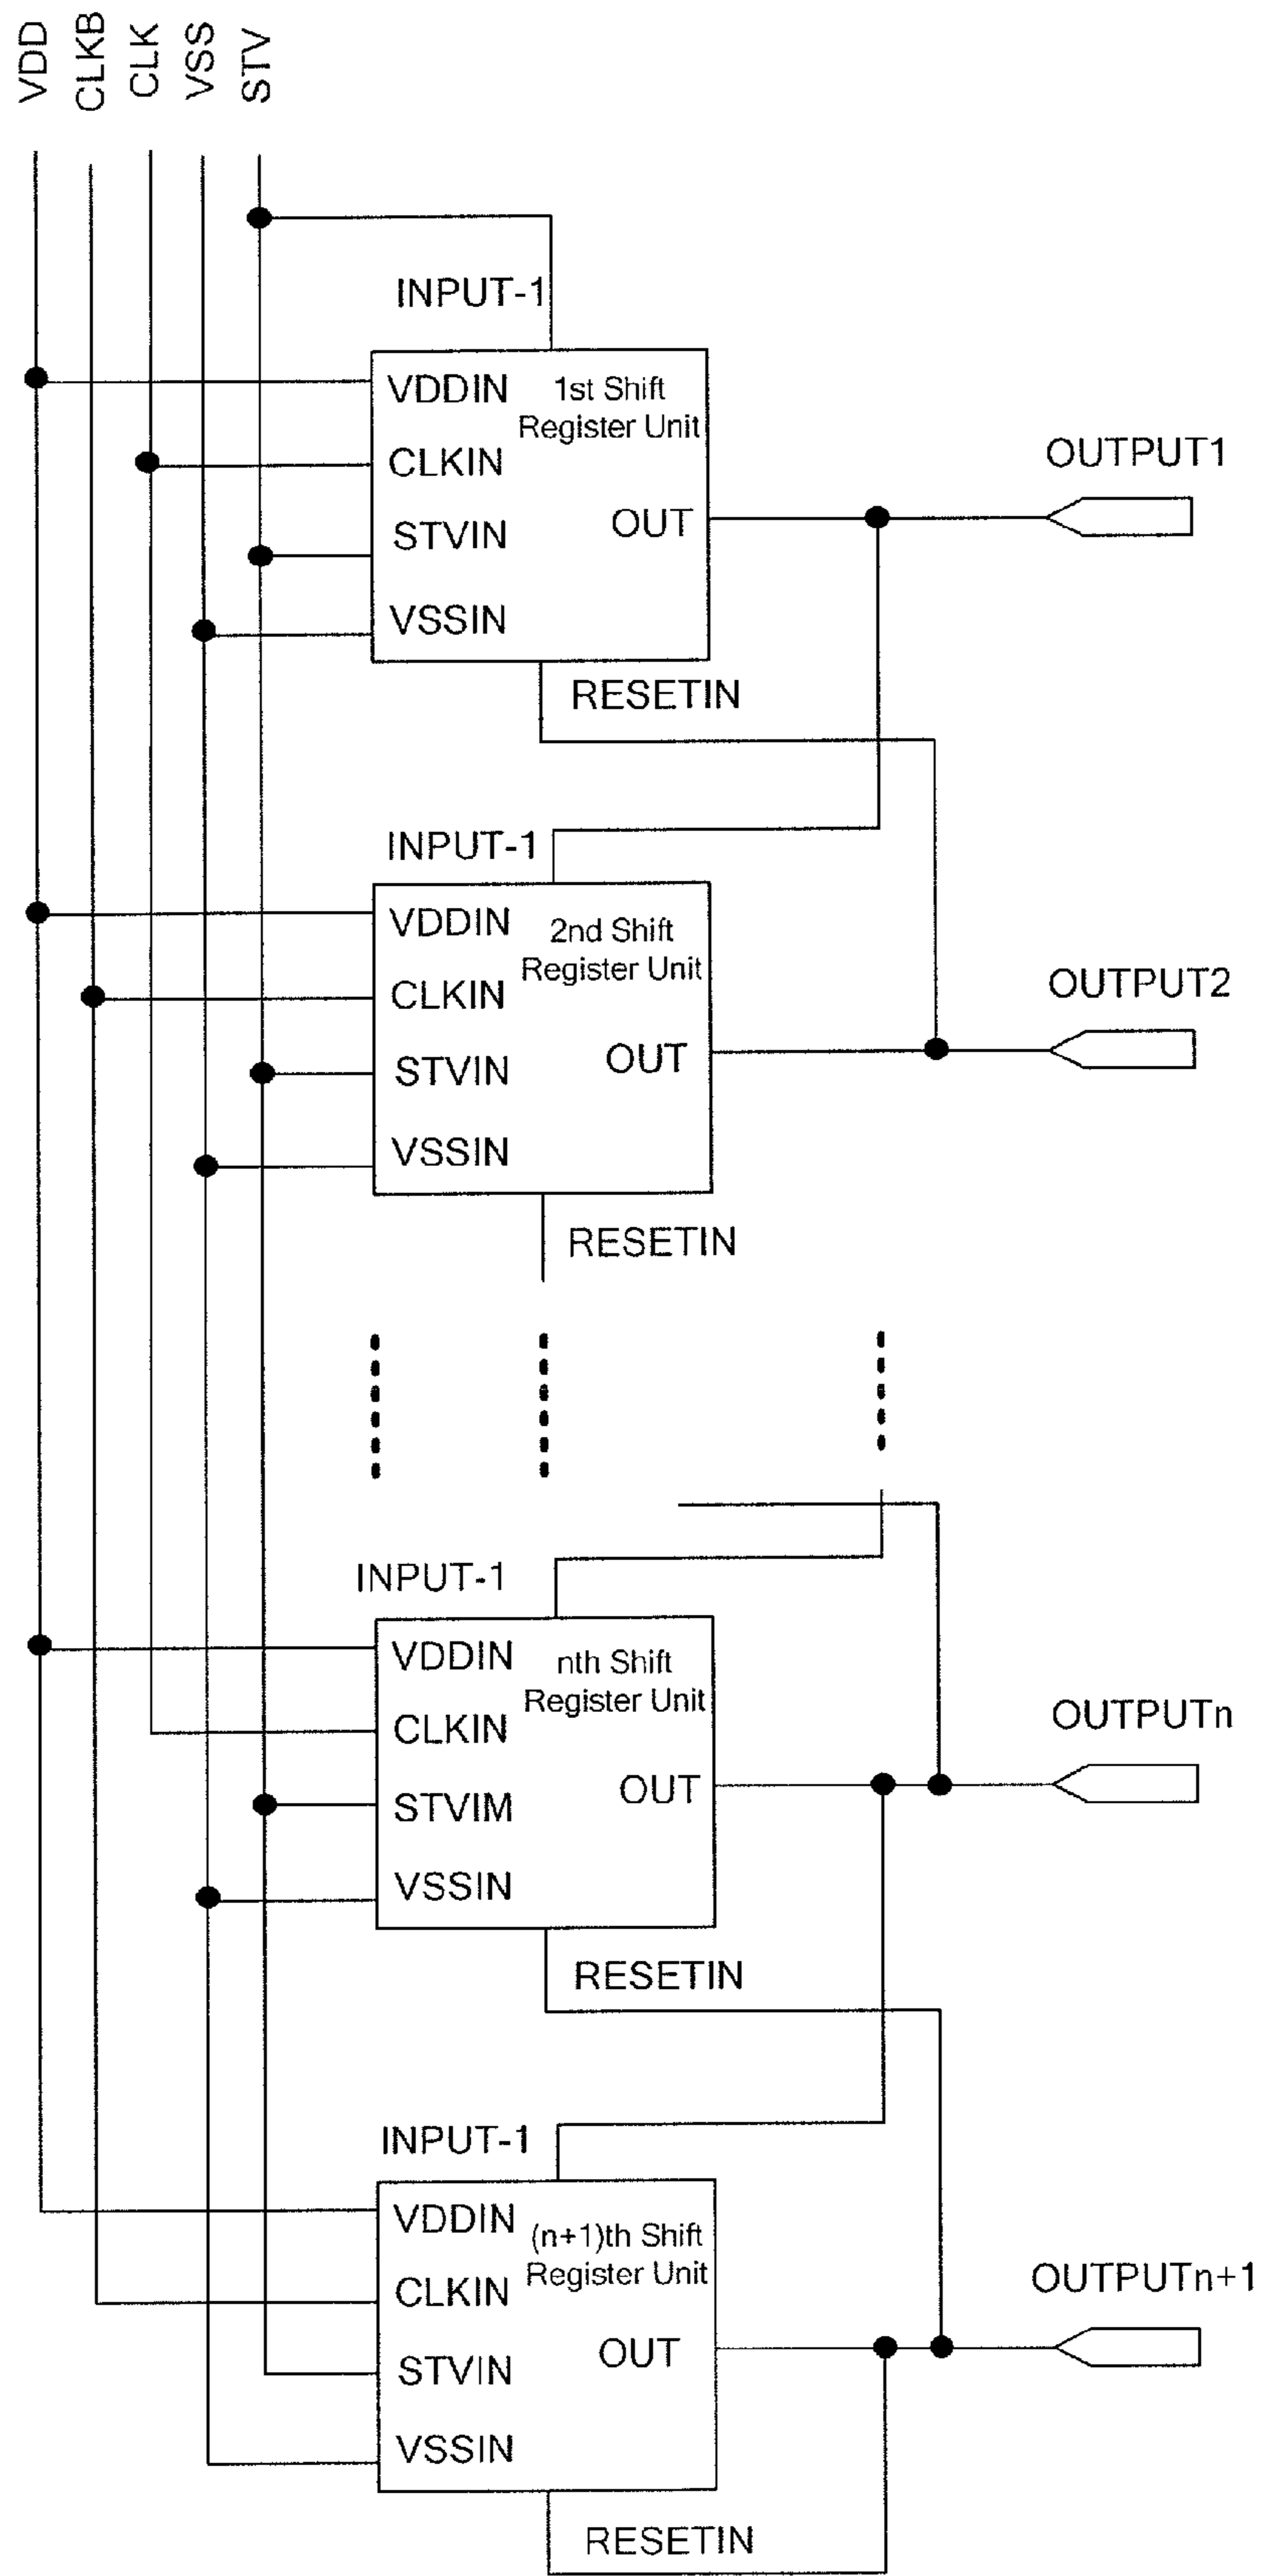 VDD
CLKB
CLK
VSS
STV
INPUT-1
VDDIN
1st Shift
Register Unit
CLKIN
OUTPUT1
STVIN
OUT
VSSIN
RESETIN
INPUT-1
VDDIN
2nd Shift
Register Unit
CLKIN
OUTPUT2
STVIN
OUT
VSSIN
RESETIN
INPUT-1
VDDIN
nth Shift
Register Unit
CLKIN
OUTPUTn
STVIM
OUT
VSSIN
RESETIN
INPUT-1
VDDIN
(n+1)th Shift
Register Unit
CLKIN
OUTPUTn+1
STVIN
OUT
VSSIN
RESETIN